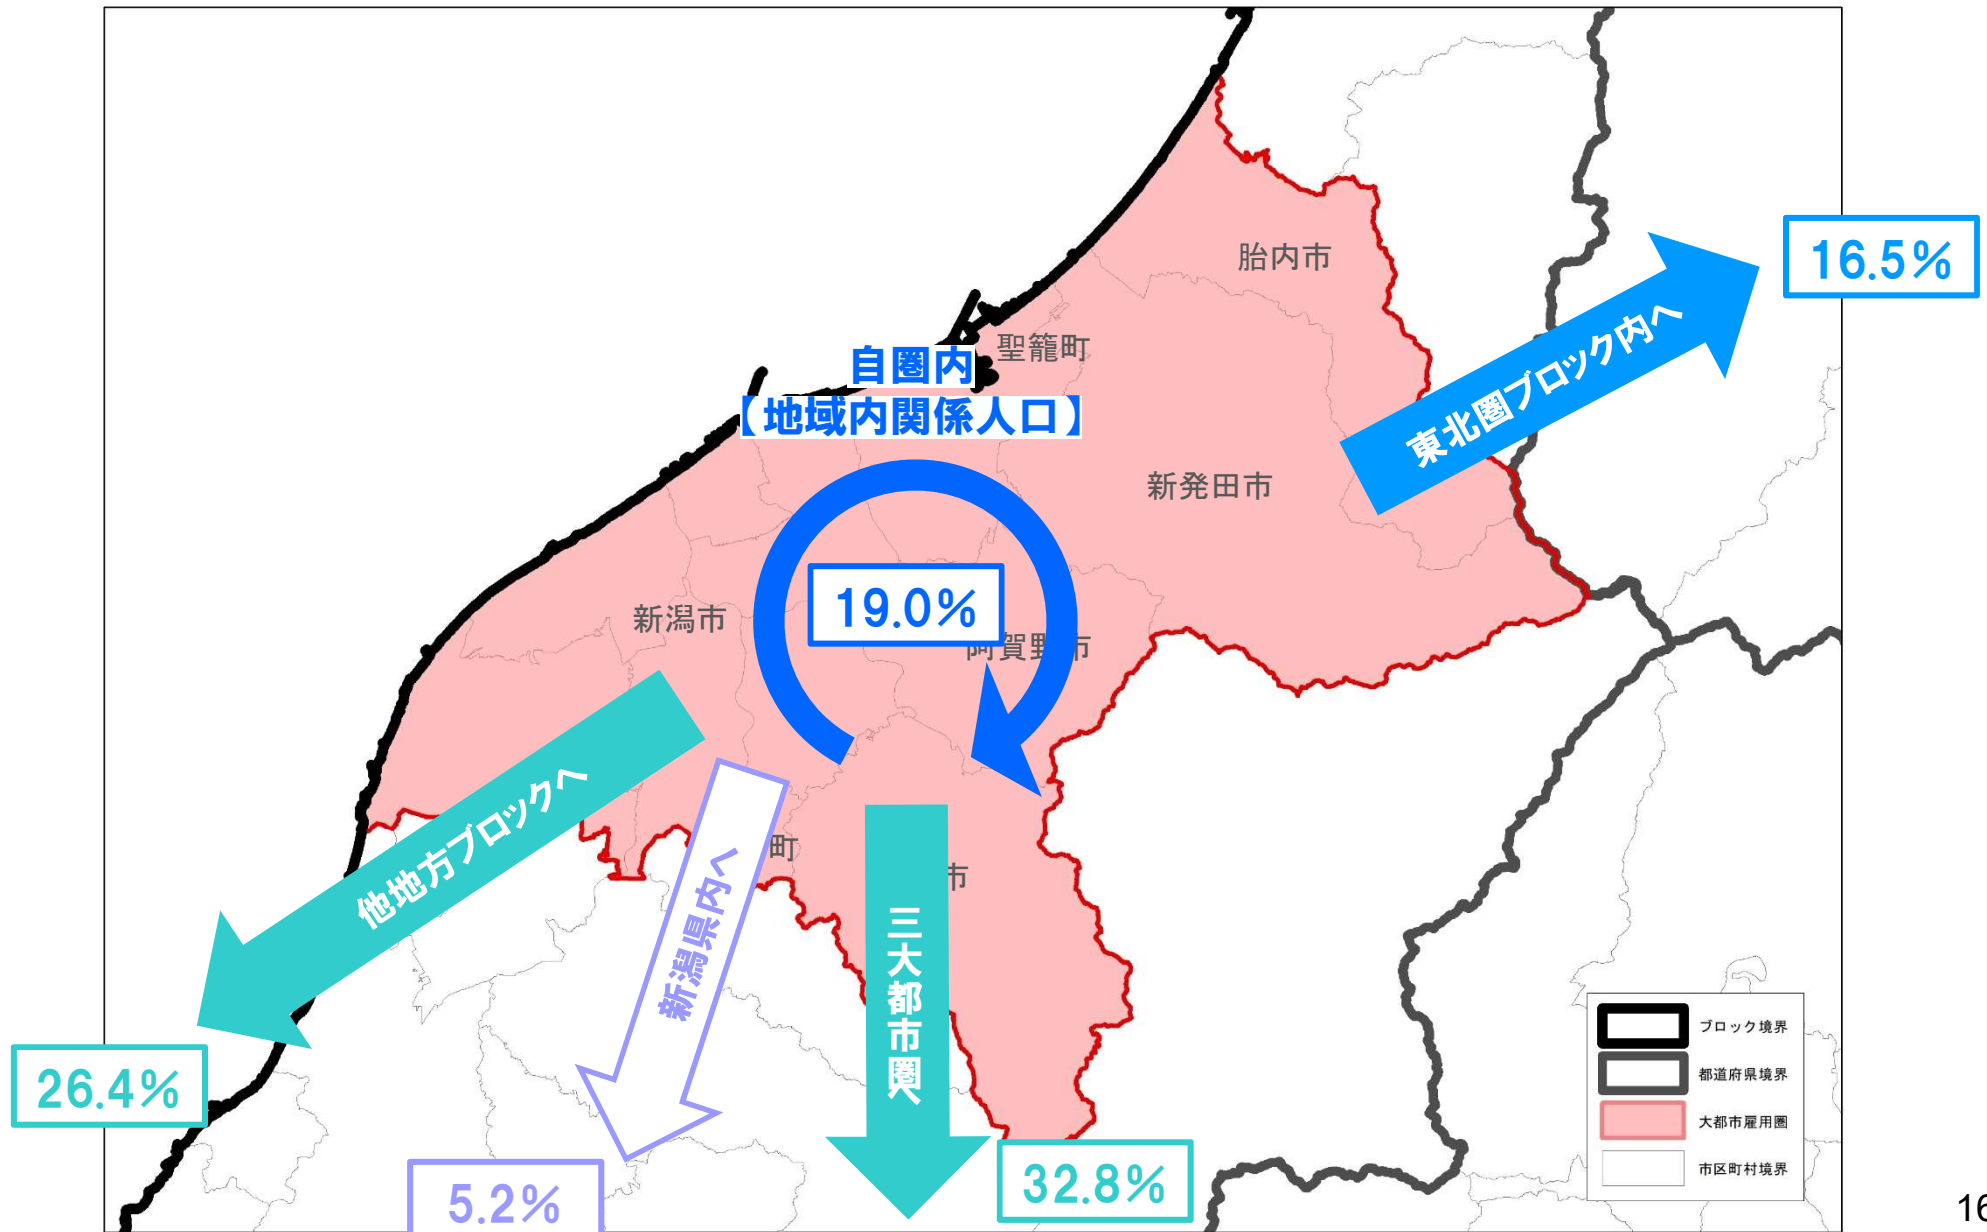 胎内市
16.5%
東北圏ブロック内へ
聖籠町
自圏内
【地域内関係人口】
新発田市
19.0%
新潟市
阿賀野市
他地方ブロックへ
町
市
新潟県内へ
三大都市圏へ
26.4%
5.2%
32.8%
ブロック境界
都道府県境界
大都市雇用圏
市区町村境界
16